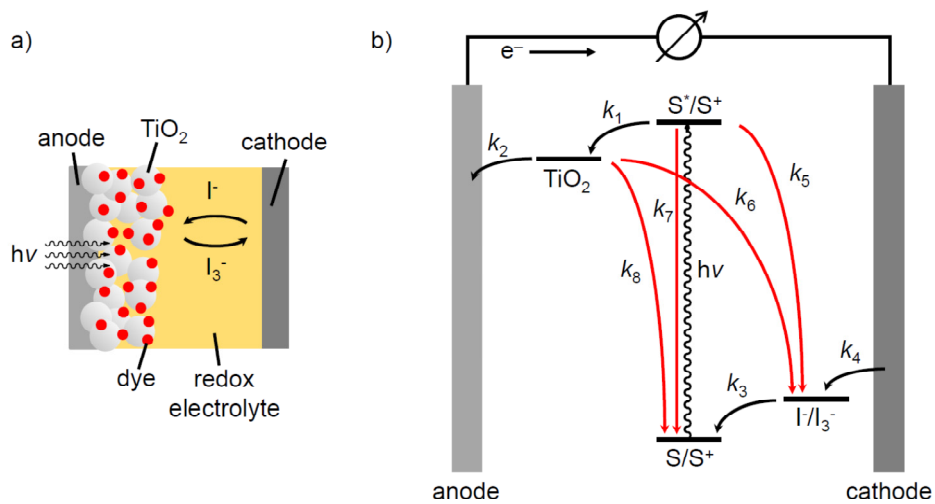 a)
TiO₂
anode
cathode
I⁻
hν
I₃⁻
dye
redox
electrolyte
b)
e⁻
S*/S⁺
k₁
k₂
TiO₂
k₅
k₆
k₇
k₈
hν
k₄
k₃
I⁻/I₃⁻
S/S⁺
anode
cathode